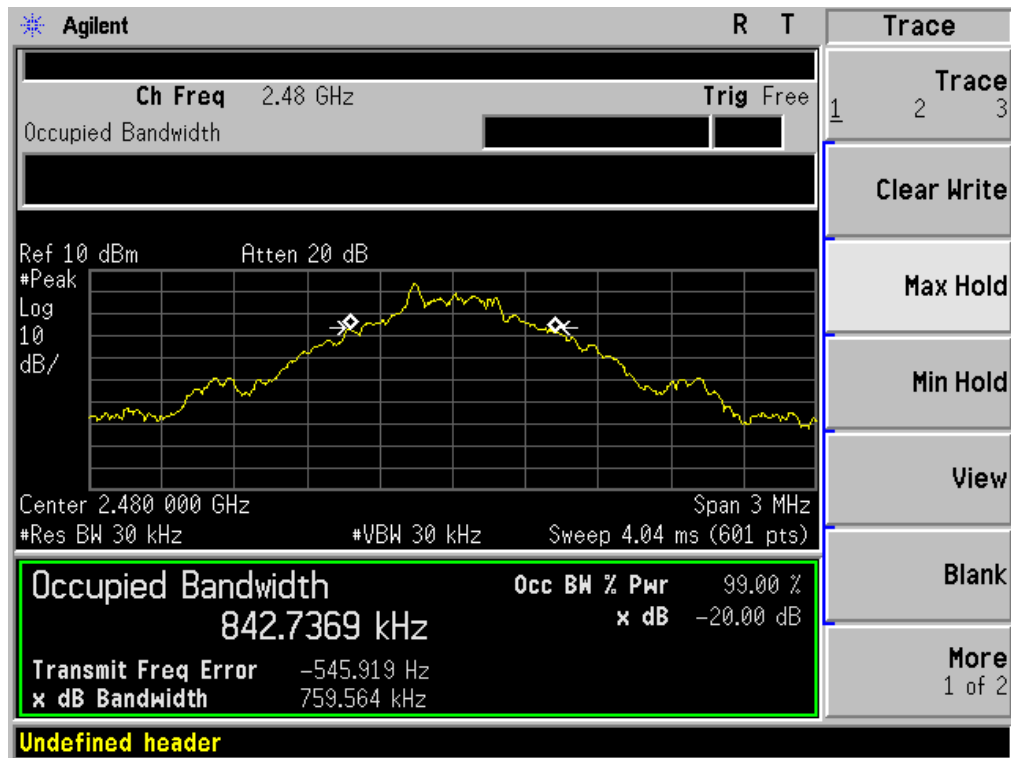 Agilent R T
Ch Freq 2.48 GHz Trig Free
Occupied Bandwidth
Ref 10 dBm Atten 20 dB
#Peak
Log
10
dB/
Center 2.480 000 GHz Span 3 MHz
#Res BW 30 kHz #VBW 30 kHz Sweep 4.04 ms (601 pts)
Occupied Bandwidth
842.7369 kHz
Occ BW % Pwr 99.00 %
x dB -20.00 dB
Transmit Freq Error -545.919 Hz
x dB Bandwidth 759.564 kHz
Undefined header
Trace
Trace
1 2 3
Clear Write
Max Hold
Min Hold
View
Blank
More
1 of 2